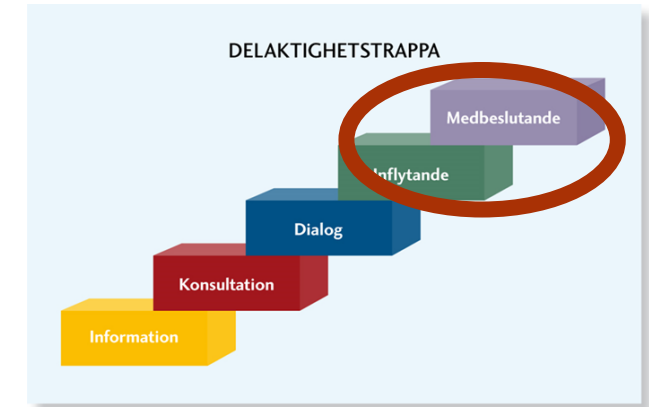 DELAKTIGHETSTRAPPA
Medbeslutande
Inflytande
Dialog
Konsultation
Information